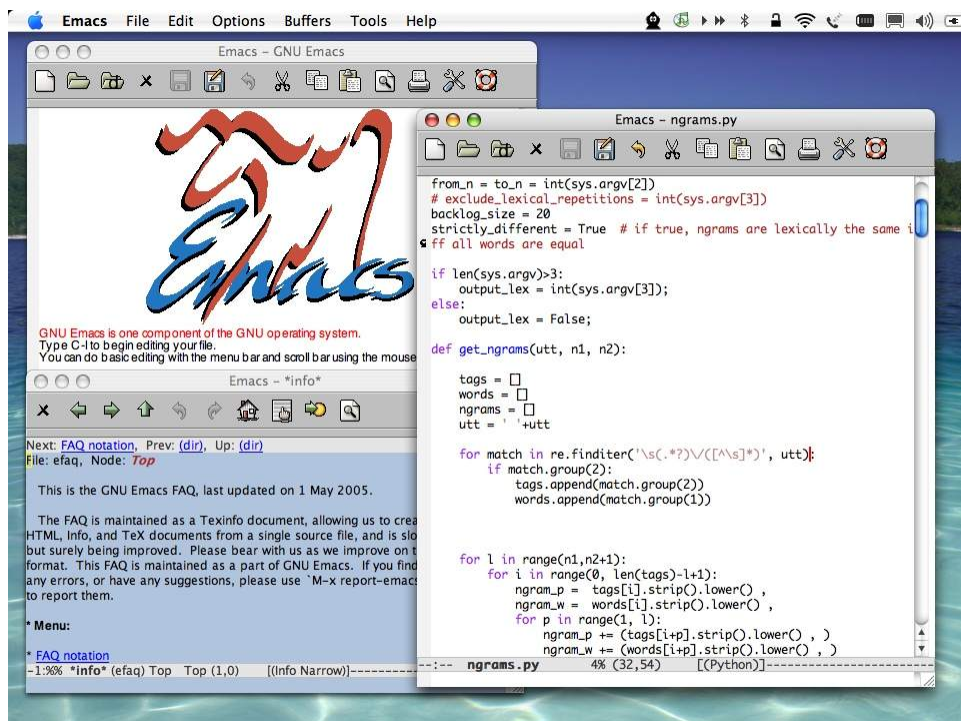 Emacs File Edit Options Buffers Tools Help
Emacs – GNU Emacs
Emacs
GNU Emacs is one component of the GNU operating system.
Type C-l to begin editing your file.
You can do basic editing with the menu bar and scroll bar using the mouse
Emacs – *info*
Next: FAQ notation, Prev: (dir), Up: (dir)
File: efaq, Node: Top
This is the GNU Emacs FAQ, last updated on 1 May 2005.
The FAQ is maintained as a Texinfo document, allowing us to crea
HTML, Info, and TeX documents from a single source file, and is slo
but surely being improved. Please bear with us as we improve on t
format. This FAQ is maintained as a part of GNU Emacs. If you find
any errors, or have any suggestions, please use `M-x report-emacs
to report them.
* Menu:
* FAQ notation
-1:%% *info* (efaq) Top Top (1,0) [(Info Narrow)]----------
Emacs – ngrams.py
from_n = to_n = int(sys.argv[2])
# exclude_lexical_repetitions = int(sys.argv[3])
backlog_size = 20
strictly_different = True # if true, ngrams are lexically the same i
ff all words are equal
if len(sys.argv)>3:
output_lex = int(sys.argv[3]);
else:
output_lex = False;
def get_ngrams(utt, n1, n2):
tags = []
words = []
ngrams = []
utt = ' '+utt
for match in re.finditer('\s(.*?)\/([^\s]*)', utt):
if match.group(2):
tags.append(match.group(2))
words.append(match.group(1))
for l in range(n1,n2+1):
for i in range(0, len(tags)-l+1):
ngram_p = tags[i].strip().lower() ,
ngram_w = words[i].strip().lower() ,
for p in range(1, l):
ngram_p += (tags[i+p].strip().lower() , )
ngram_w += (words[i+p].strip().lower() , )
--:-- ngrams.py 4% (32,54) [(Python)]------------------------